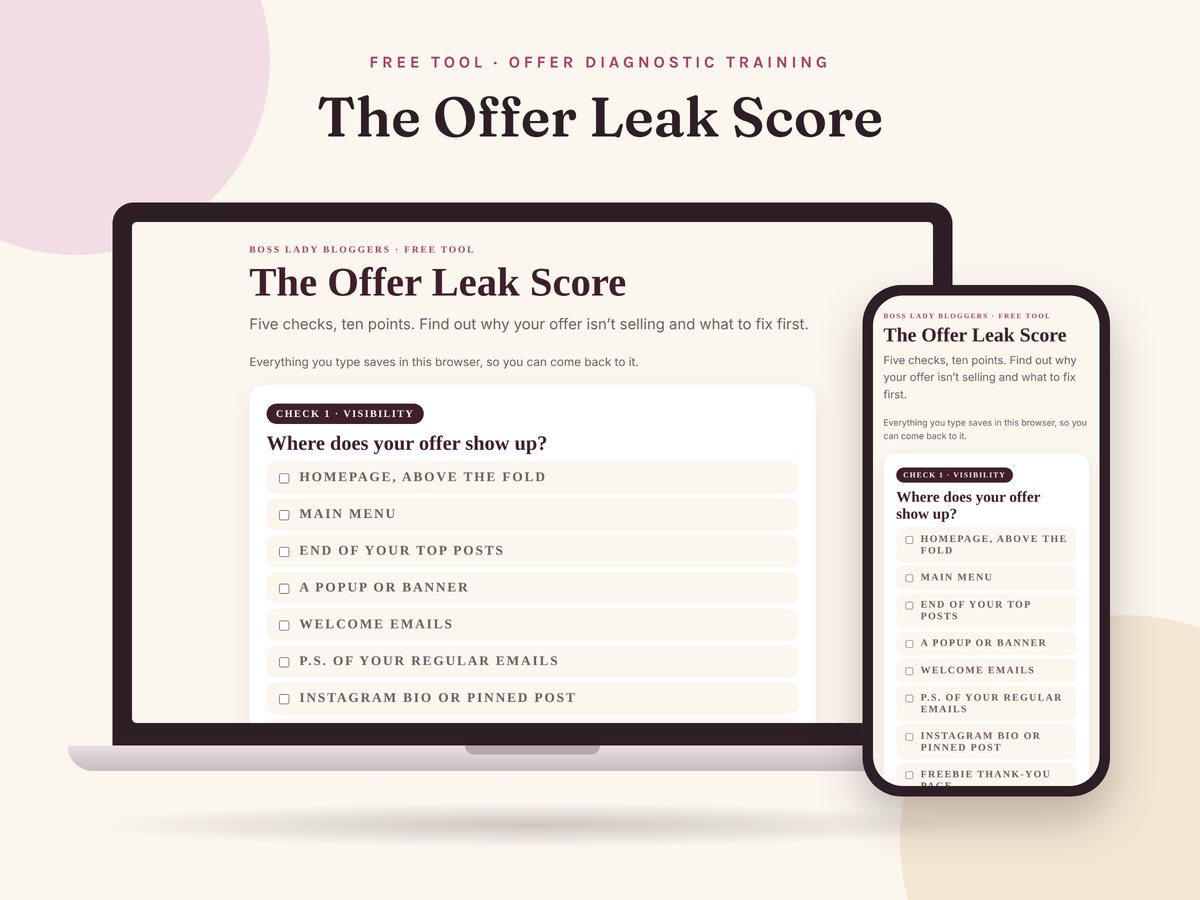 FREE TOOL · OFFER DIAGNOSTIC TRAINING
The Offer Leak Score
BOSS LADY BLOGGERS · FREE TOOL
The Offer Leak Score
Five checks, ten points. Find out why your offer isn’t selling and what to fix first.
Everything you type saves in this browser, so you can come back to it.
CHECK 1 · VISIBILITY
Where does your offer show up?
HOMEPAGE, ABOVE THE FOLD
MAIN MENU
END OF YOUR TOP POSTS
A POPUP OR BANNER
WELCOME EMAILS
P.S. OF YOUR REGULAR EMAILS
INSTAGRAM BIO OR PINNED POST
BOSS LADY BLOGGERS · FREE TOOL
The Offer Leak Score
Five checks, ten points. Find out why
your offer isn’t selling and what to fix
first.
Everything you type saves in this browser, so you
can come back to it.
CHECK 1 · VISIBILITY
Where does your offer
show up?
HOMEPAGE, ABOVE THE
FOLD
MAIN MENU
END OF YOUR TOP
POSTS
A POPUP OR BANNER
WELCOME EMAILS
P.S. OF YOUR REGULAR
EMAILS
INSTAGRAM BIO OR
PINNED POST
FREEBIE THANK-YOU
PAGE